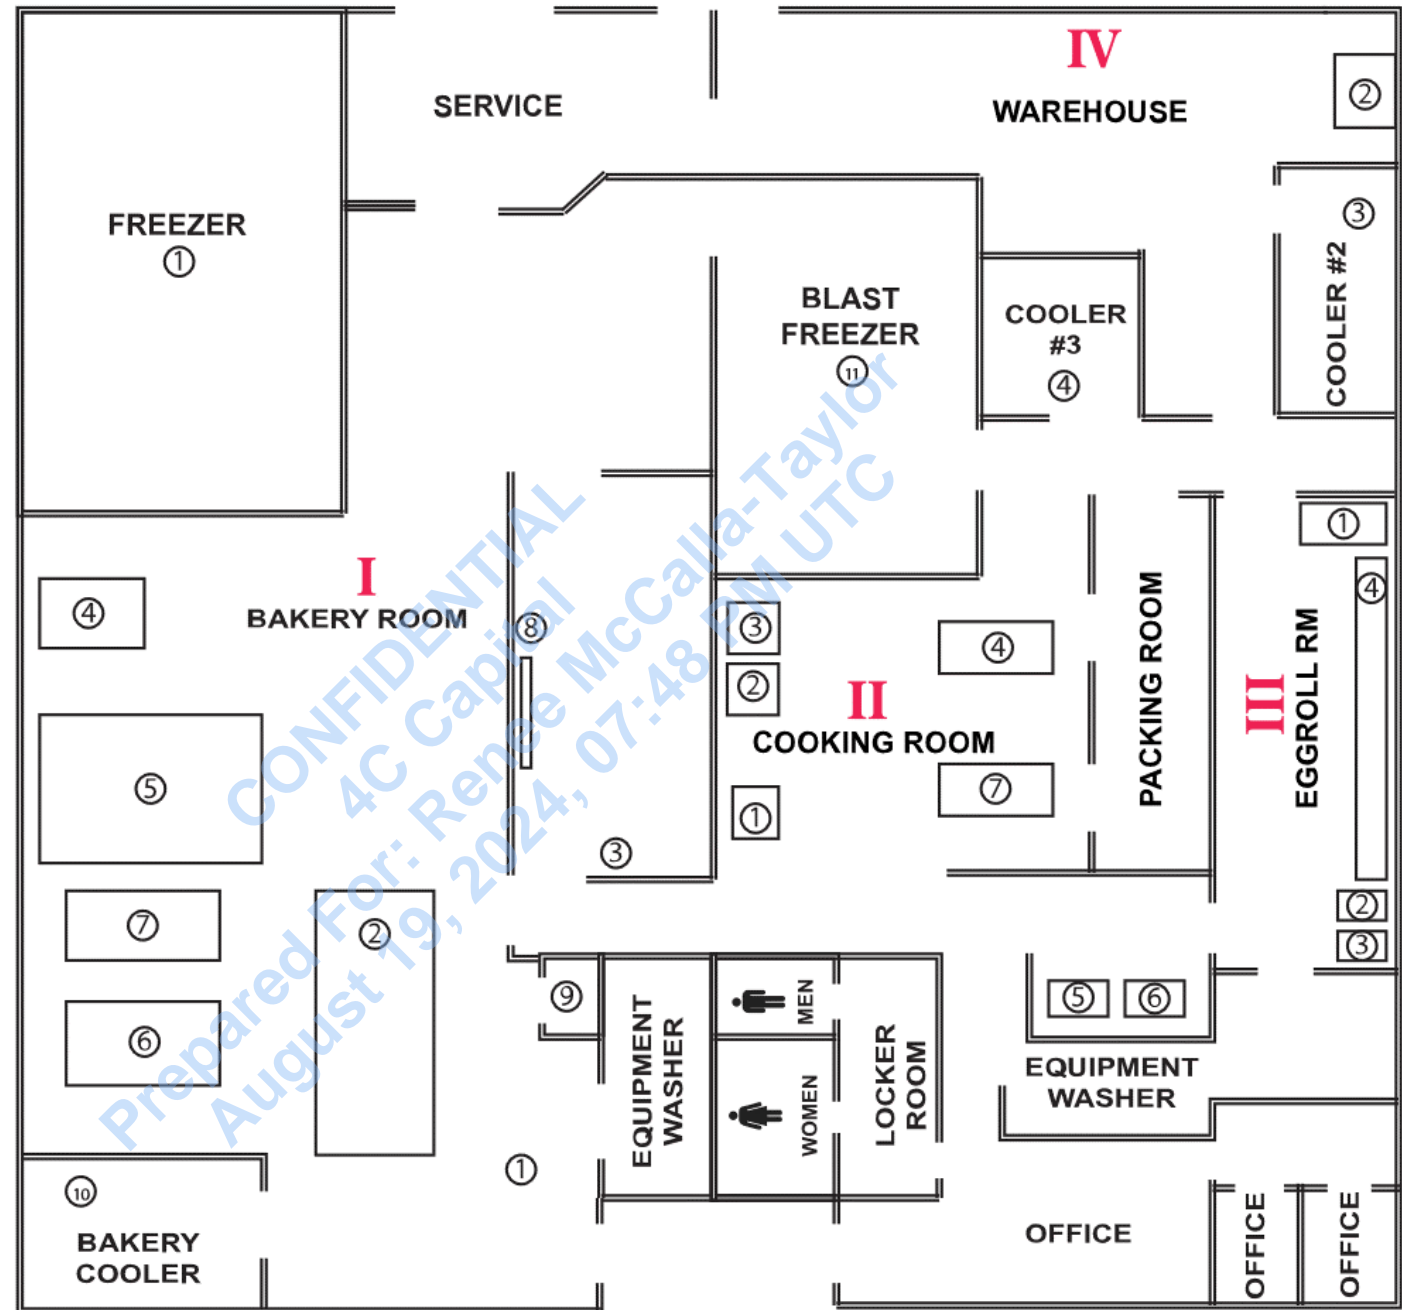 IV
SERVICE
WAREHOUSE
②
FREEZER
①
③
COOLER #2
BLAST
FREEZER
⑪
COOLER
#3
④
I
BAKERY ROOM
④
⑤
⑦
②
⑥
①
⑧
③
⑨
⑩
BAKERY
COOLER
③
②
①
II
COOKING ROOM
④
⑦
PACKING ROOM
III
EGGROLL RM
①
④
②
③
EQUIPMENT
WASHER
MEN
WOMEN
LOCKER
ROOM
⑤
⑥
EQUIPMENT
WASHER
OFFICE
OFFICE
OFFICE
CONFIDENTIAL
4C Capital
Prepared For: Renee McCalla-Taylor
August 19, 2024, 07:48 PM UTC